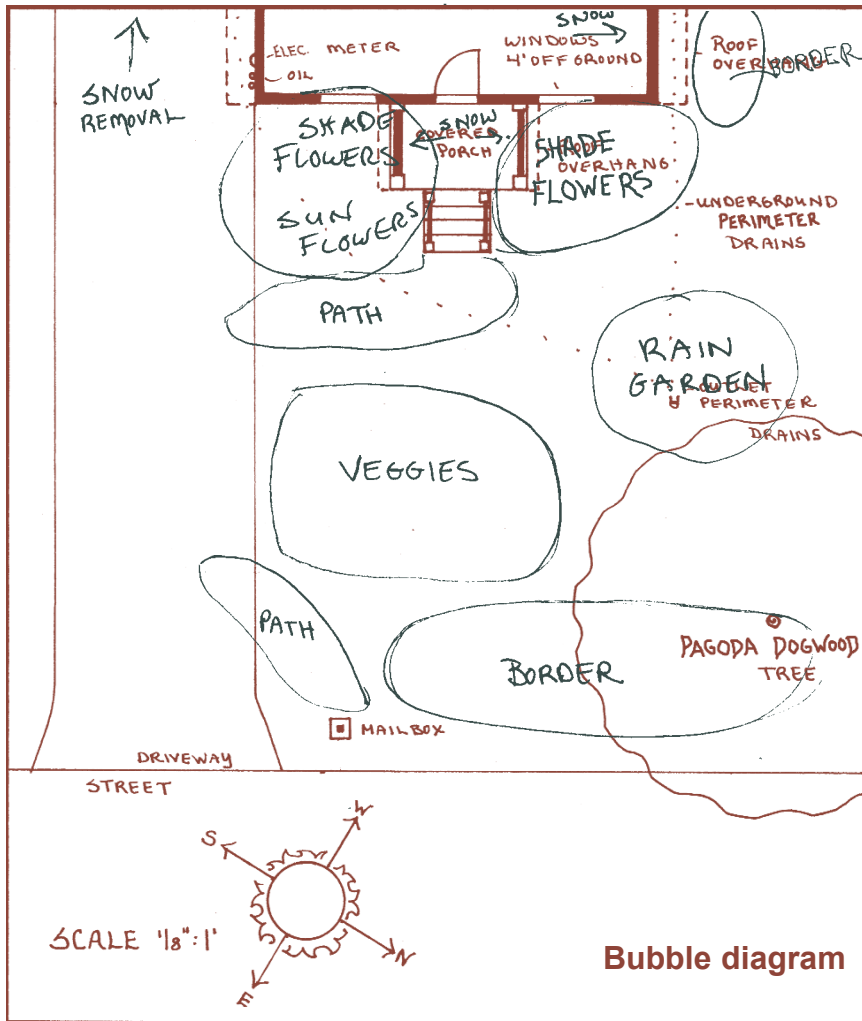 SNOW
-ELEC. METER
OIL
WINDOWS
4' OFF GROUND
ROOF
OVERHANG
BORDER
SNOW
REMOVAL
SHADE
FLOWERS
SNOW
COVERED
PORCH
ROOF
OVERHANG
SHADE
FLOWERS
SUN
FLOWERS
-UNDERGROUND
PERIMETER
DRAINS
PATH
RAIN
GARDEN
OUTLET
PERIMETER
DRAINS
VEGGIES
PATH
BORDER
PAGODA DOGWOOD
TREE
MAILBOX
DRIVEWAY
STREET
W
S
N
E
SCALE 1/8":1'
Bubble diagram